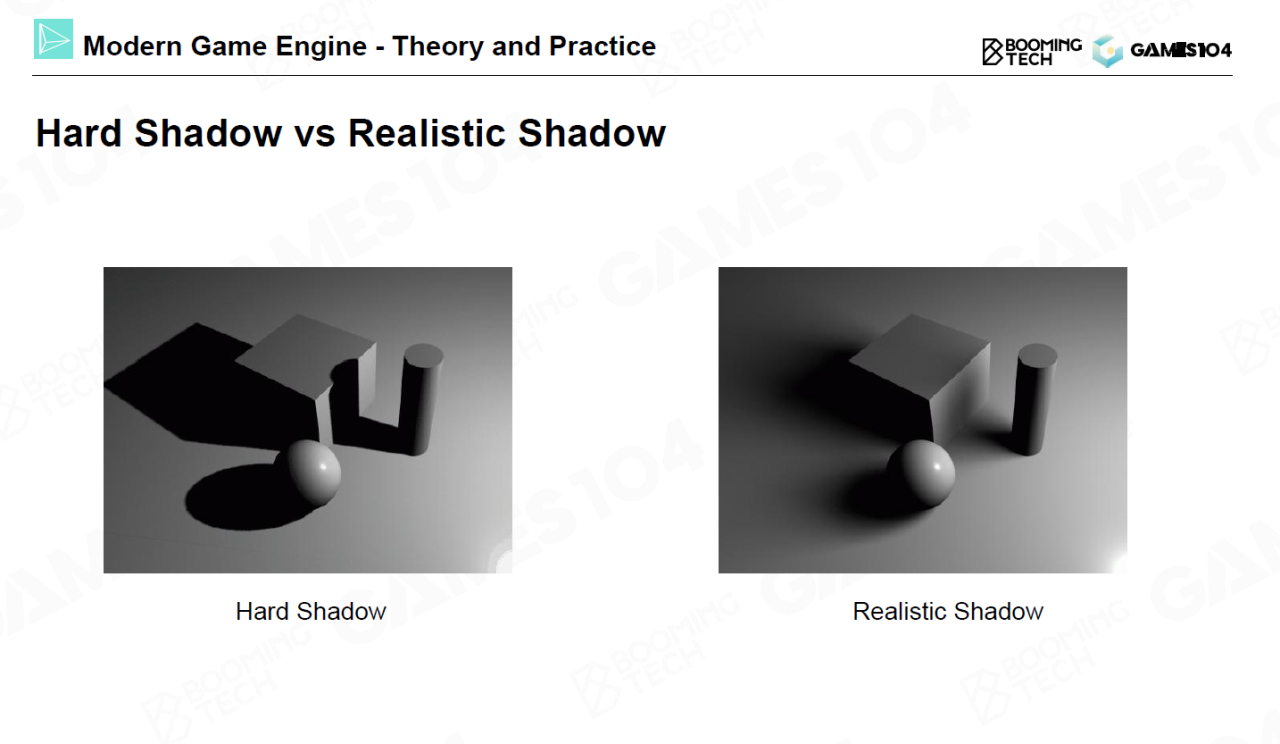 Modern Game Engine - Theory and Practice
BOOMING
TECH
GAMES104
Hard Shadow vs Realistic Shadow
Hard Shadow
Realistic Shadow